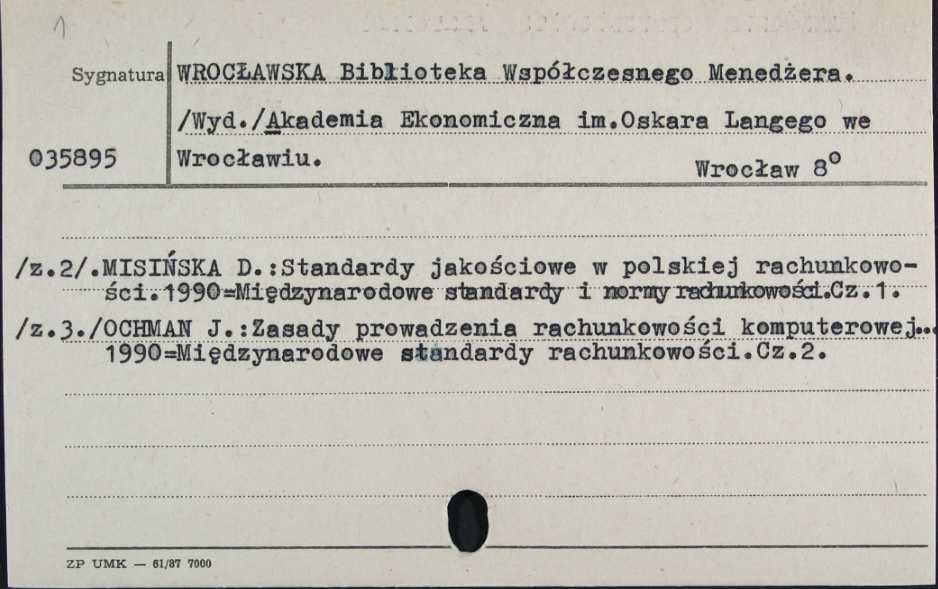 1
Sygnatura WROCŁAWSKA Biblioteka Współczesnego Menedżera.
/Wyd./Akademia Ekonomiczna im.Oskara Langego we
035895 Wrocławiu.
Wrocław 8°
/z.2/.MISIŃSKA D.:Standardy jakościowe w polskiej rachunkowo-
ści.1990=Międzynarodowe standardy i normy rachunkowości.Cz.1.
/z.3./OCHMAN J.:Zasady prowadzenia rachunkowości komputerowej...
1990=Międzynarodowe standardy rachunkowości.Cz.2.
ZP UMK — 61/87 7000